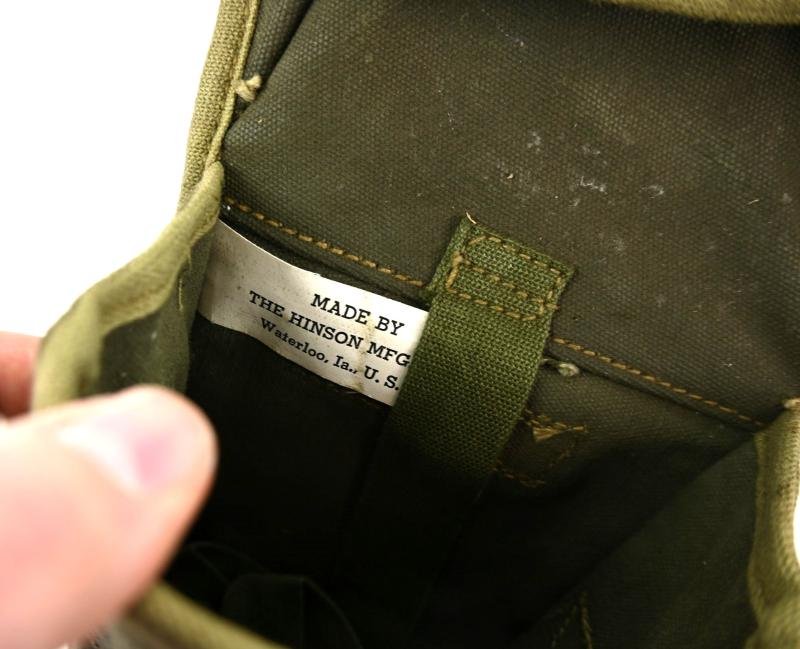 MADE BY
THE HINSON MFG
Waterloo, Ia., U. S.